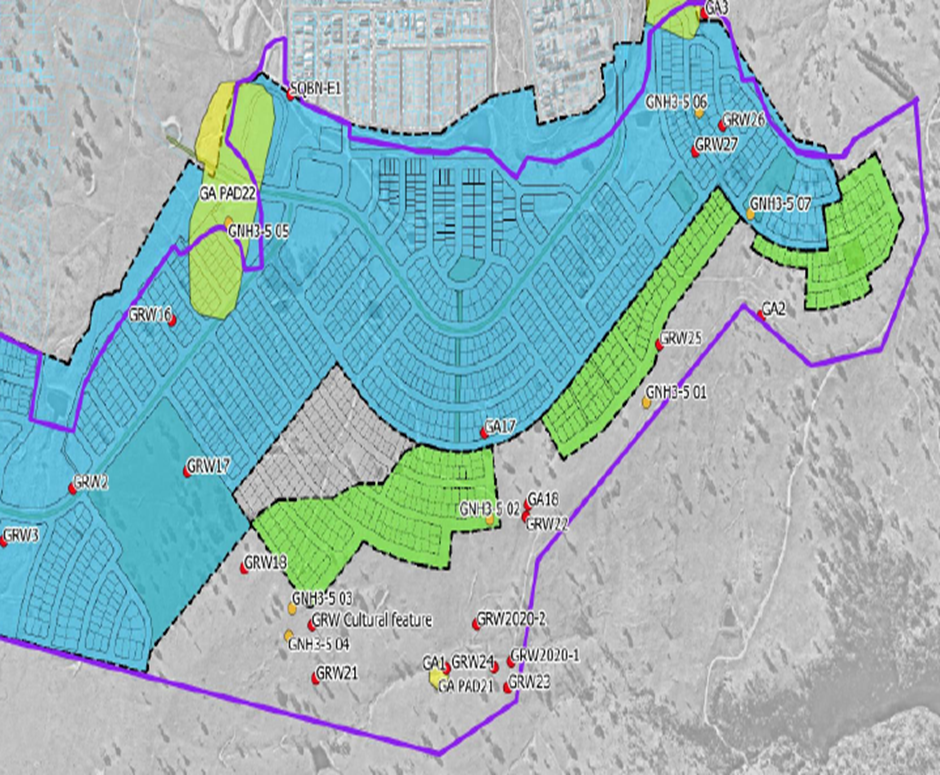 GA3
SQBN-E1
GNH3-5 06
GRW26
GRW27
GA PAD22
GNH3-5 07
GNH3-5 05
GRW16
GA2
GRW25
GNH3-5 01
GA17
GRW17
GRW2
GA18
GNH3-5 02
GRW22
GRW3
GRW18
GNH3-5 03
GRW Cultural feature
GRW2020-2
GNH3-5 04
GRW2020-1
GA1
GRW24
GRW21
GA PAD21
GRW23